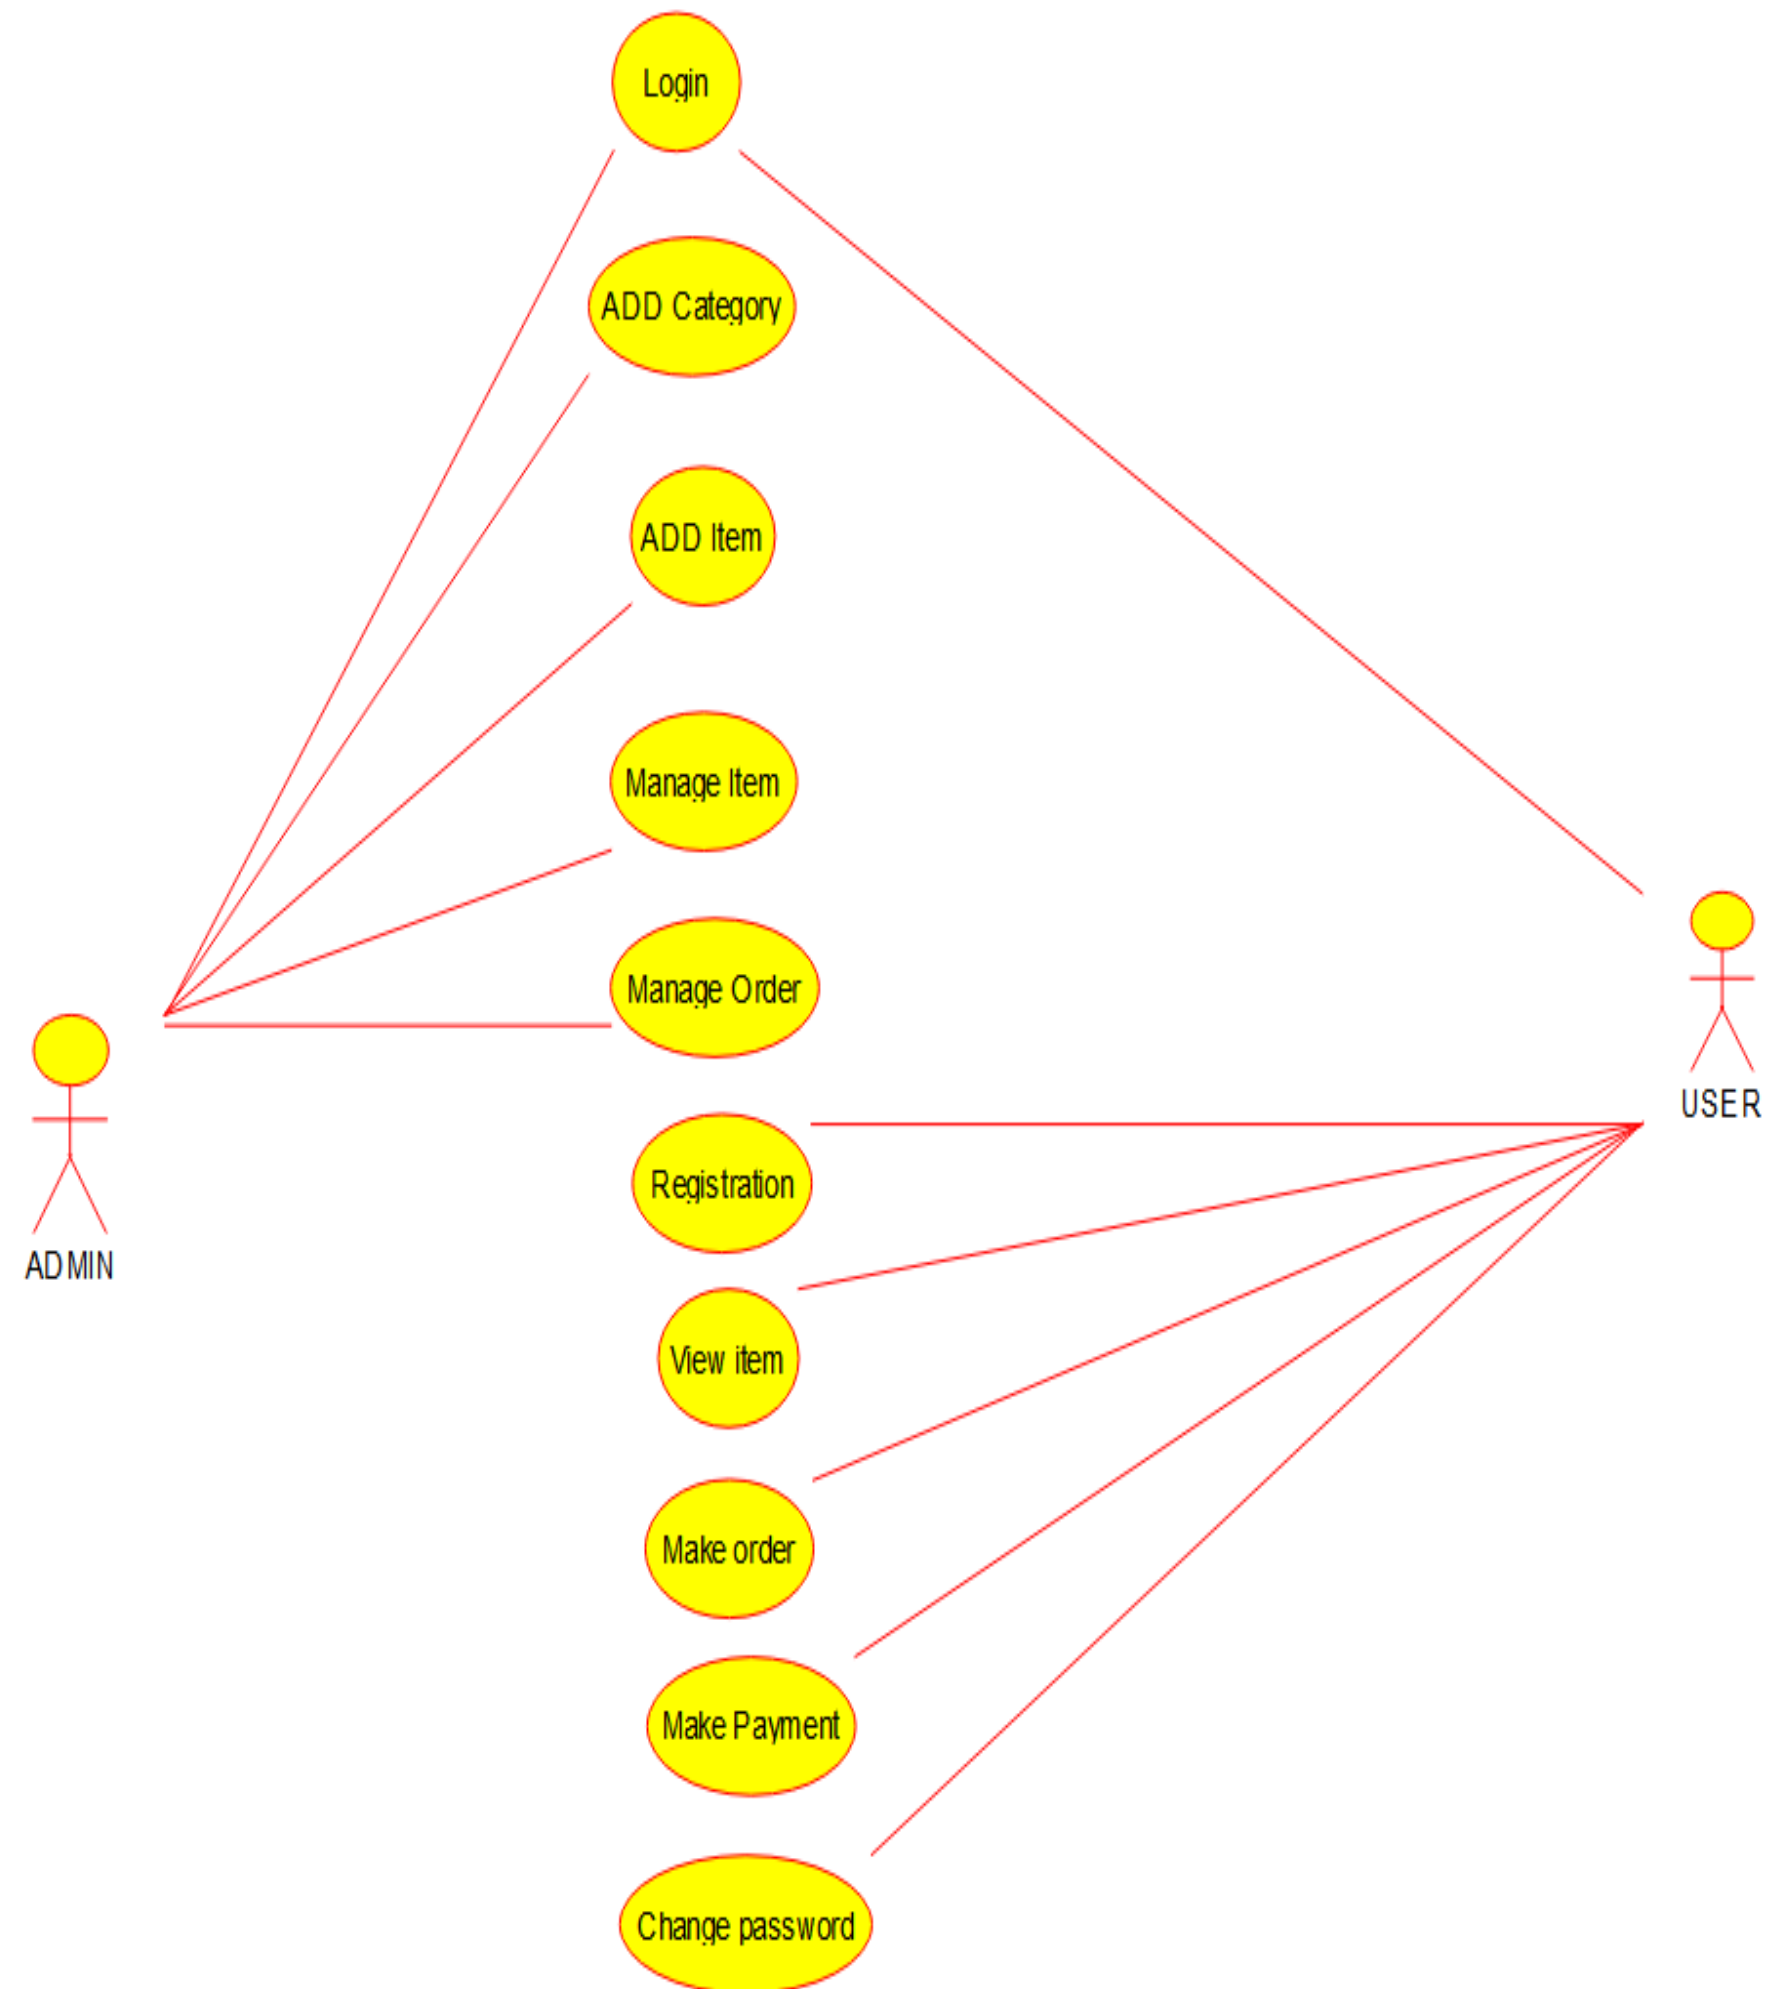 Login
ADD Category
ADD Item
Manage Item
Manage Order
USER
Registration
ADMIN
View item
Make order
Make Payment
Change password